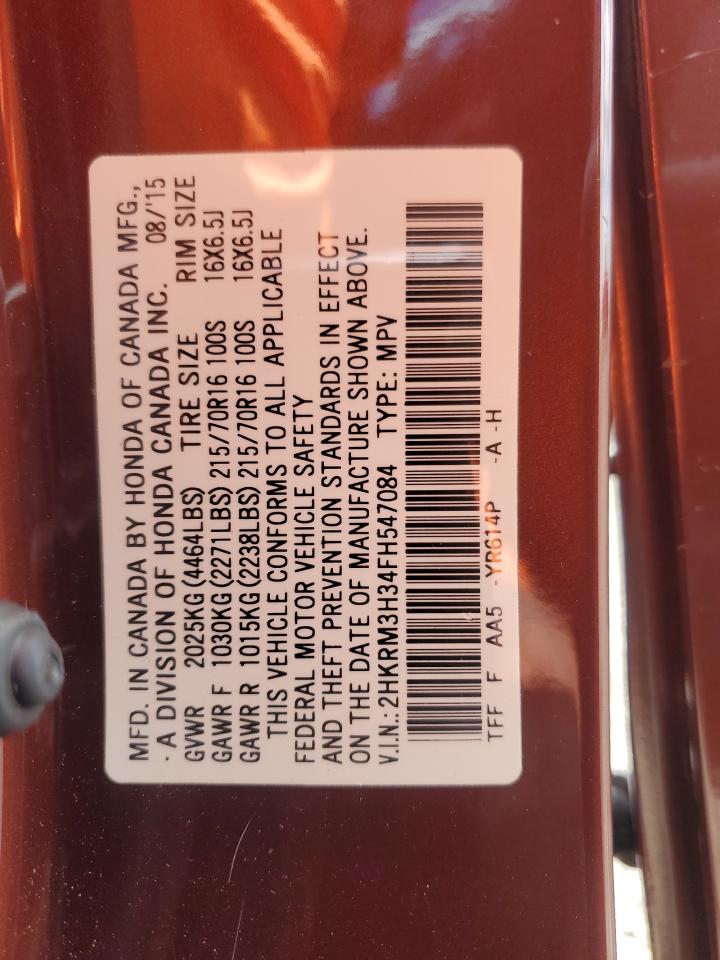 MFD. IN CANADA BY HONDA OF CANADA MFG.,
· A DIVISION OF HONDA CANADA INC. 08/'15
GVWR 2025KG(4464LBS) TIRE SIZE RIM SIZE
GAWR F 1030KG(2271LBS) 215/70R16 100S 16X6.5J
GAWR R 1015KG(2238LBS) 215/70R16 100S 16X6.5J
THIS VEHICLE CONFORMS TO ALL APPLICABLE
FEDERAL MOTOR VEHICLE SAFETY
AND THEFT PREVENTION STANDARDS IN EFFECT
ON THE DATE OF MANUFACTURE SHOWN ABOVE.
V.I.N.: 2HKRM3H34FH547084 TYPE: MPV
TFF F AA5 -YR614P -A -H